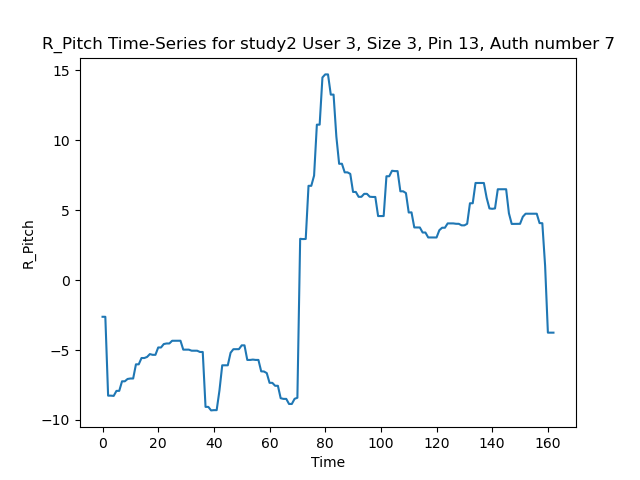 R_Pitch Time-Series for study2 User 3, Size 3, Pin 13, Auth number 7
15
10
5
0
−5
−10
R_Pitch
0 20 40 60 80 100 120 140 160
Time